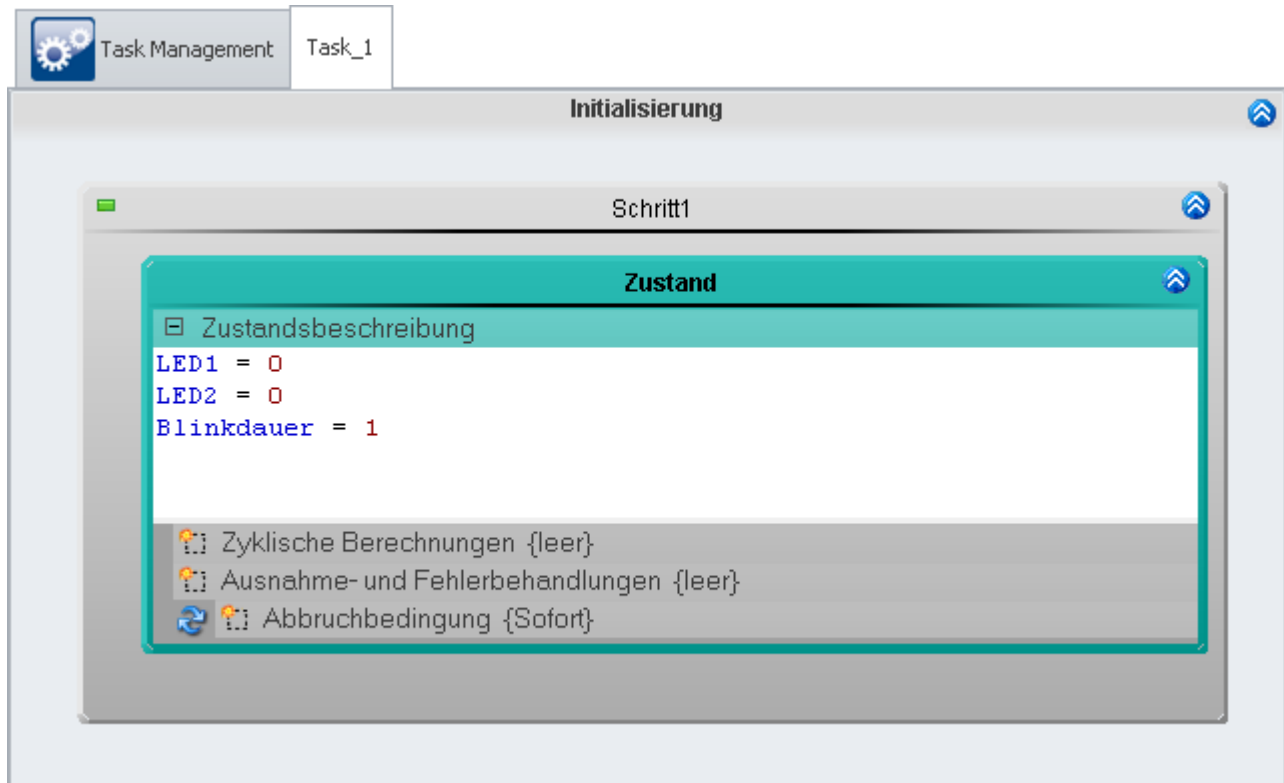 Task Management Task_1
Initialisierung
Schritt1
Zustand
Zustandsbeschreibung
LED1 = 0
LED2 = 0
Blinkdauer = 1
Zyklische Berechnungen {leer}
Ausnahme- und Fehlerbehandlungen {leer}
Abbruchbedingung {Sofort}